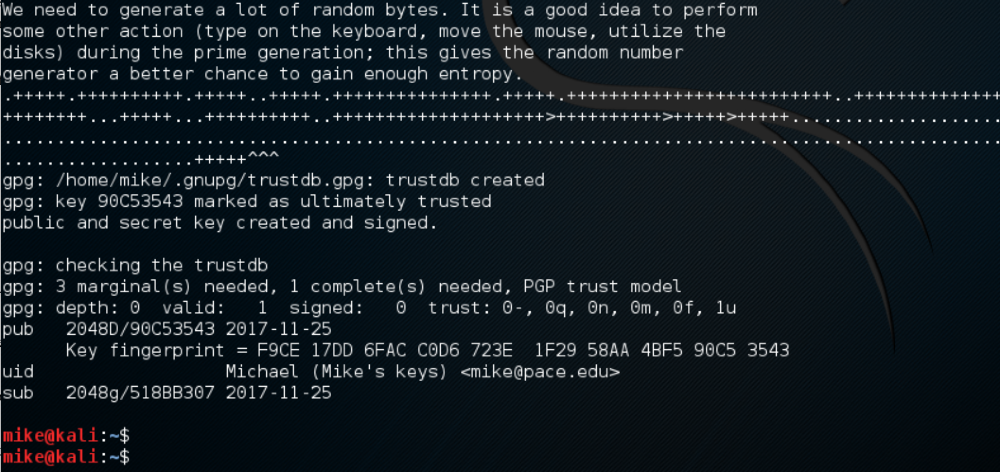 We need to generate a lot of random bytes. It is a good idea to perform
some other action (type on the keyboard, move the mouse, utilize the
disks) during the prime generation; this gives the random number
generator a better chance to gain enough entropy.
.+++++.++++++++++.+++++..+++++.+++++++++++++++.+++++.+++++++++++++++++++++++++..++++++++++++++
++++++++...+++++...++++++++++..++++++++++++++++++++>++++++++++>+++++>+++++....................
..............................................................................................
..................+++++^^^
gpg: /home/mike/.gnupg/trustdb.gpg: trustdb created
gpg: key 90C53543 marked as ultimately trusted
public and secret key created and signed.
gpg: checking the trustdb
gpg: 3 marginal(s) needed, 1 complete(s) needed, PGP trust model
gpg: depth: 0  valid:   1  signed:   0  trust: 0-, 0q, 0n, 0m, 0f, 1u
pub   2048D/90C53543 2017-11-25
      Key fingerprint = F9CE 17DD 6FAC C0D6 723E  1F29 58AA 4BF5 90C5 3543
uid                  Michael (Mike's keys) <mike@pace.edu>
sub   2048g/518BB307 2017-11-25
mike@kali:~$
mike@kali:~$